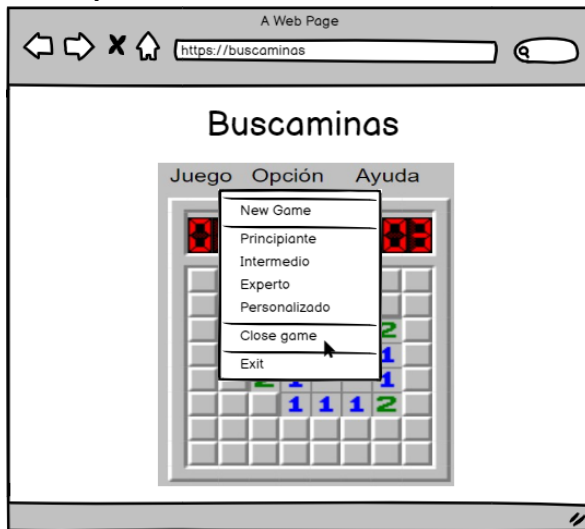 A Web Page
https://buscaminas
Buscaminas
Juego Opción Ayuda
New Game
Principiante
Intermedio
Experto
Personalizado
2
Close game
1
Exit
2 1 1
1 1 1 2